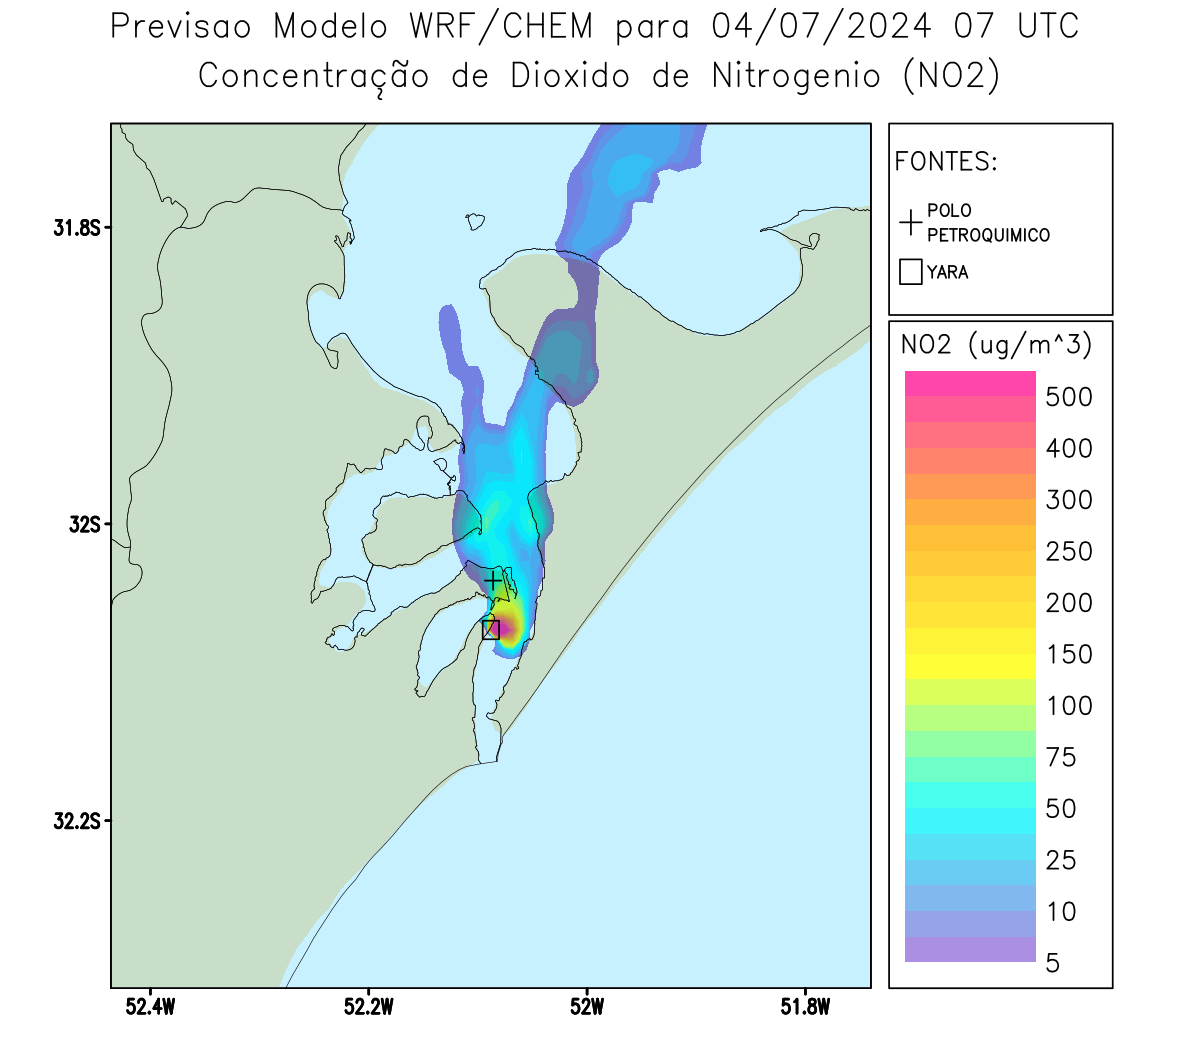 Previsao Modelo WRF/CHEM para 04/07/2024 07 UTC
Concentração de Dioxido de Nitrogenio (NO2)
FONTES:
POLO
PETROQUIMICO
YARA
NO2 (ug/m^3)
500
400
300
250
200
150
100
75
50
25
10
5
31.8S
32S
32.2S
52.4W
52.2W
52W
51.8W